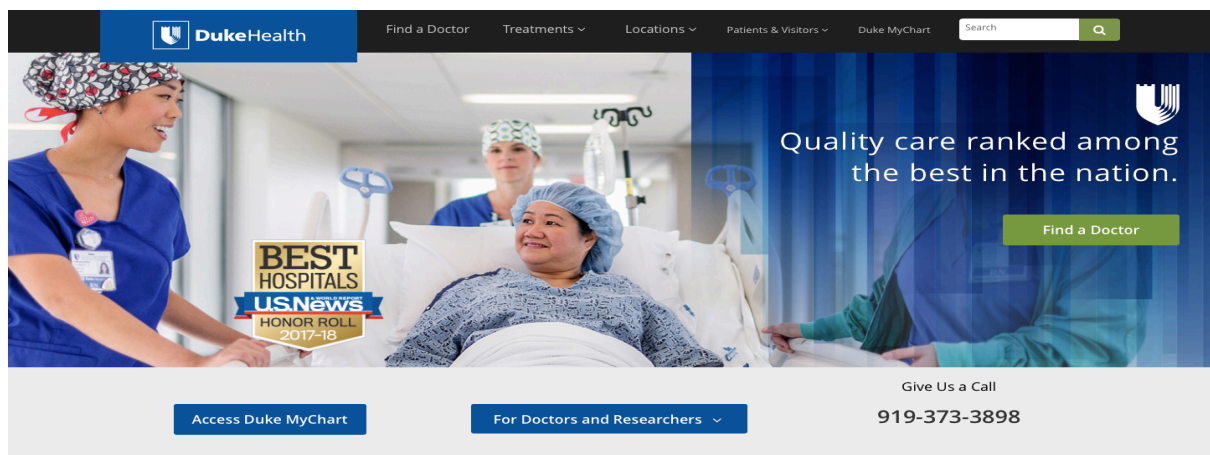 DukeHealth
Find a Doctor
Treatments
Locations
Patients & Visitors
Duke MyChart
Search
Quality care ranked among
the best in the nation.
Find a Doctor
BEST
HOSPITALS
U.S.News
& WORLD REPORT
HONOR ROLL
2017-18
Access Duke MyChart
For Doctors and Researchers
Give Us a Call
919-373-3898